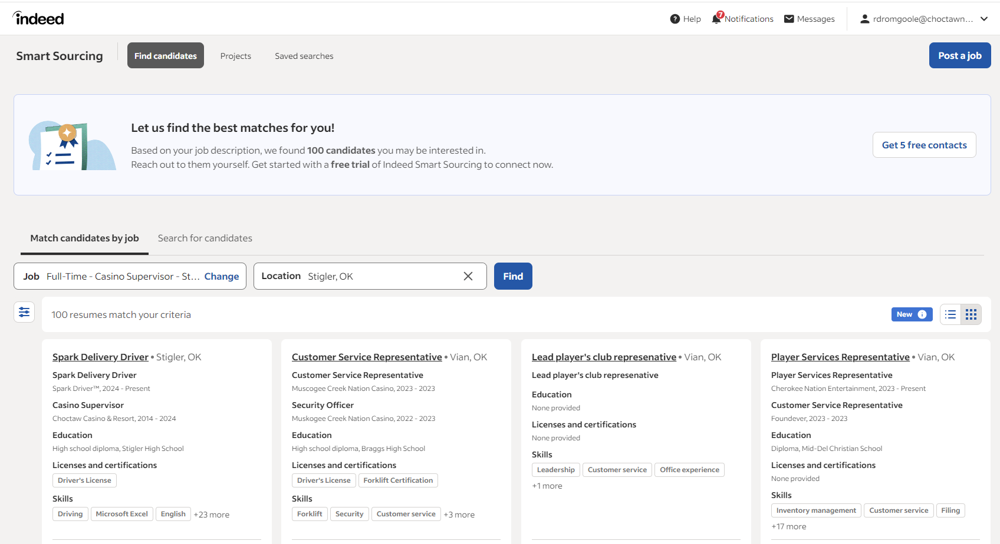 indeed
Help
7
Notifications
Messages
rdromgoole@choctawn...
Smart Sourcing
Find candidates
Projects
Saved searches
Post a job
Let us find the best matches for you!
Based on your job description, we found 100 candidates you may be interested in.
Reach out to them yourself. Get started with a free trial of Indeed Smart Sourcing to connect now.
Get 5 free contacts
Match candidates by job
Search for candidates
Job Full-Time - Casino Supervisor - St... Change
Location Stigler, OK
Find
100 resumes match your criteria
New
Spark Delivery Driver • Stigler, OK
Spark Delivery Driver
Spark Driver™, 2024 - Present
Casino Supervisor
Choctaw Casino & Resort, 2014 - 2024
Education
High school diploma, Stigler High School
Licenses and certifications
Driver's License
Skills
Driving
Microsoft Excel
English
+23 more
Customer Service Representative • Vian, OK
Customer Service Representative
Muscogee Creek Nation Casino, 2023 - 2023
Security Officer
Muskogee Creek Nation Casino, 2022 - 2023
Education
High school diploma, Braggs High School
Licenses and certifications
Driver's License
Forklift Certification
Skills
Forklift
Security
Customer service
+3 more
Lead player's club represenative • Vian, OK
Lead player's club represenative
Education
None provided
Licenses and certifications
None provided
Skills
Leadership
Customer service
Office experience
+1 more
Player Services Representative • Vian, OK
Player Services Representative
Cherokee Nation Entertainment, 2023 - Present
Customer Service Representative
Foundever, 2023 - 2023
Education
Diploma, Mid-Del Christian School
Licenses and certifications
None provided
Skills
Inventory management
Customer service
Filing
+17 more